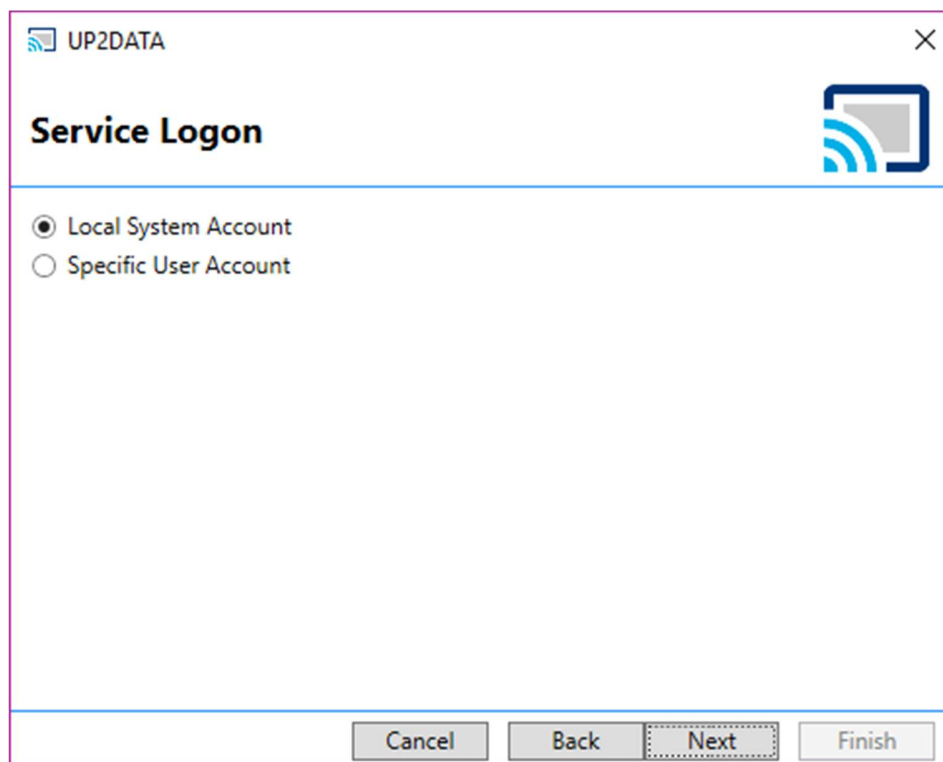 UP2DATA
Service Logon
Local System Account
Specific User Account
Cancel Back Next Finish